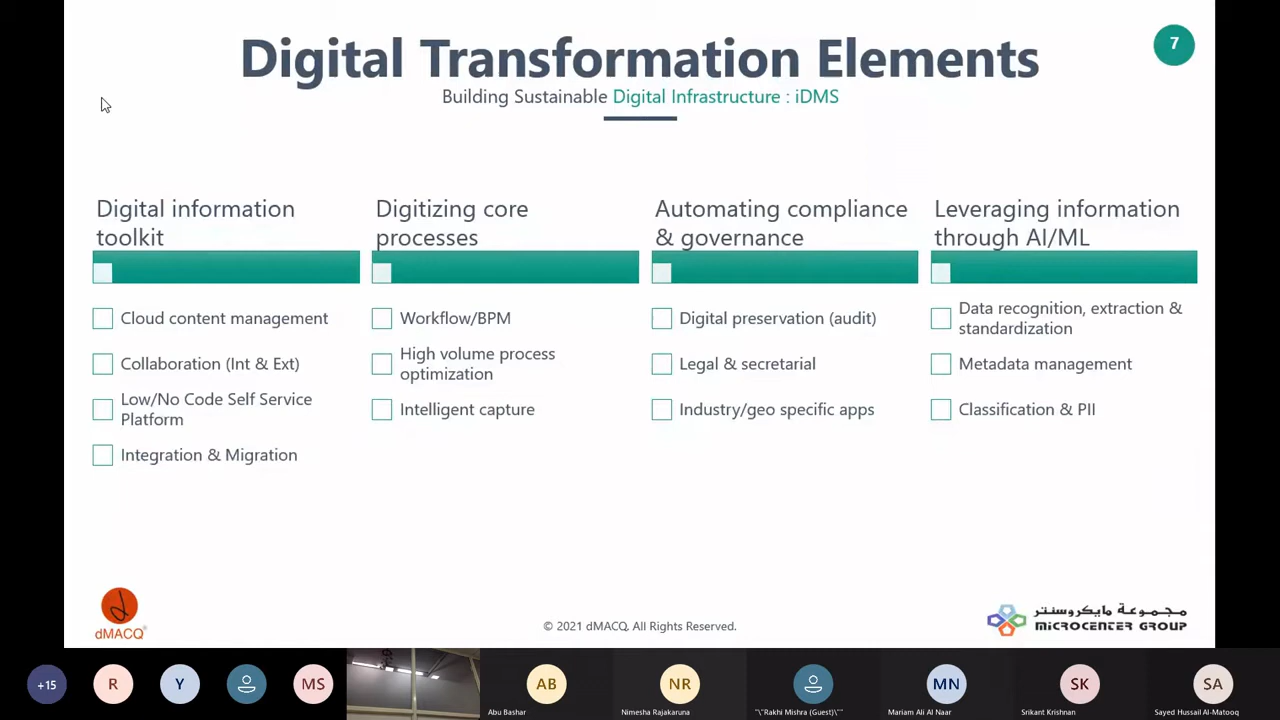 Digital Transformation Elements
7
Building Sustainable Digital Infrastructure : iDMS
Digital information
toolkit
Cloud content management
Collaboration (Int & Ext)
Low/No Code Self Service
Platform
Integration & Migration
Digitizing core
processes
Workflow/BPM
High volume process
optimization
Intelligent capture
Automating compliance
& governance
Digital preservation (audit)
Legal & secretarial
Industry/geo specific apps
Leveraging information
through AI/ML
Data recognition, extraction &
standardization
Metadata management
Classification & PII
dMACQ®
© 2021 dMACQ. All Rights Reserved.
مجموعة مايكروسنتر
MICROCENTER GROUP
+15
R
Y
MS
AB
Abu Bashar
NR
Nimesha Rajakaruna
"\"Rakhi Mishra (Guest)\""
MN
Mariam Ali Al Naar
SK
Srikant Krishnan
SA
Sayed Hussail Al-Matooq